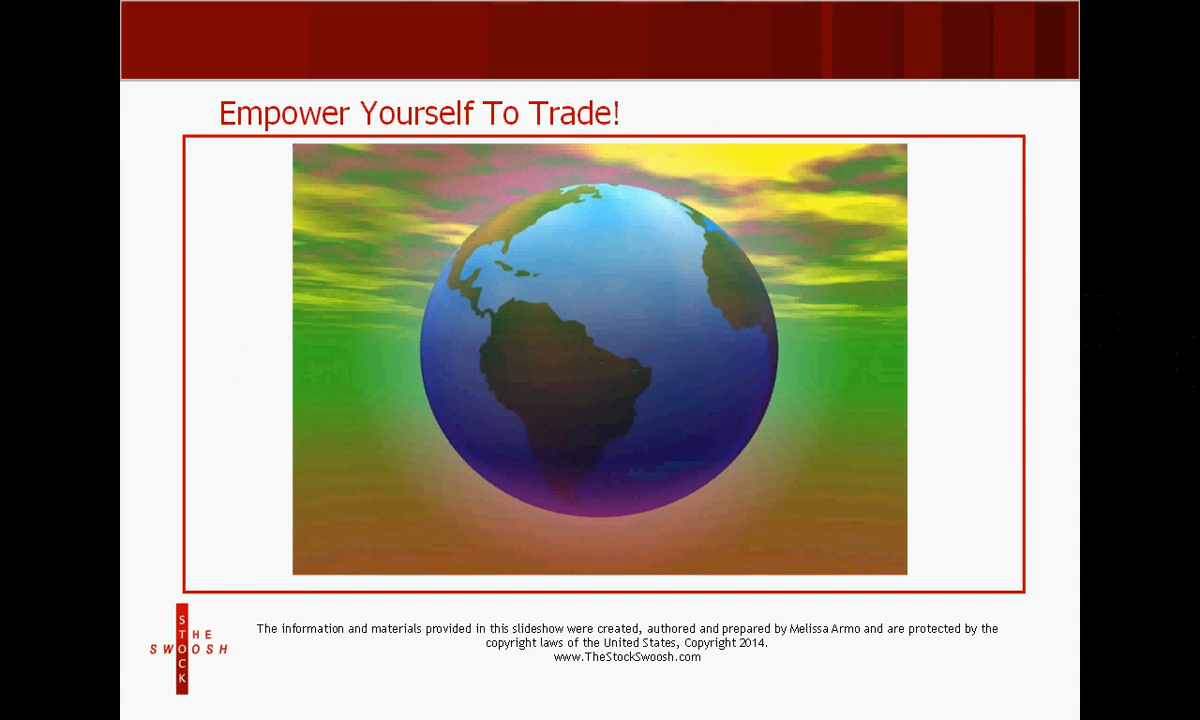 Empower Yourself To Trade!
THE
STOCK
SWOOSH
The information and materials provided in this slideshow were created, authored and prepared by Melissa Armo and are protected by the
copyright laws of the United States, Copyright 2014.
www.TheStockSwoosh.com